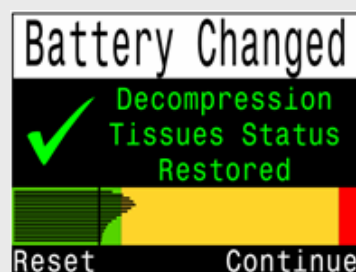 Battery Changed
Decompression
Tissues Status
Restored
Reset Continue